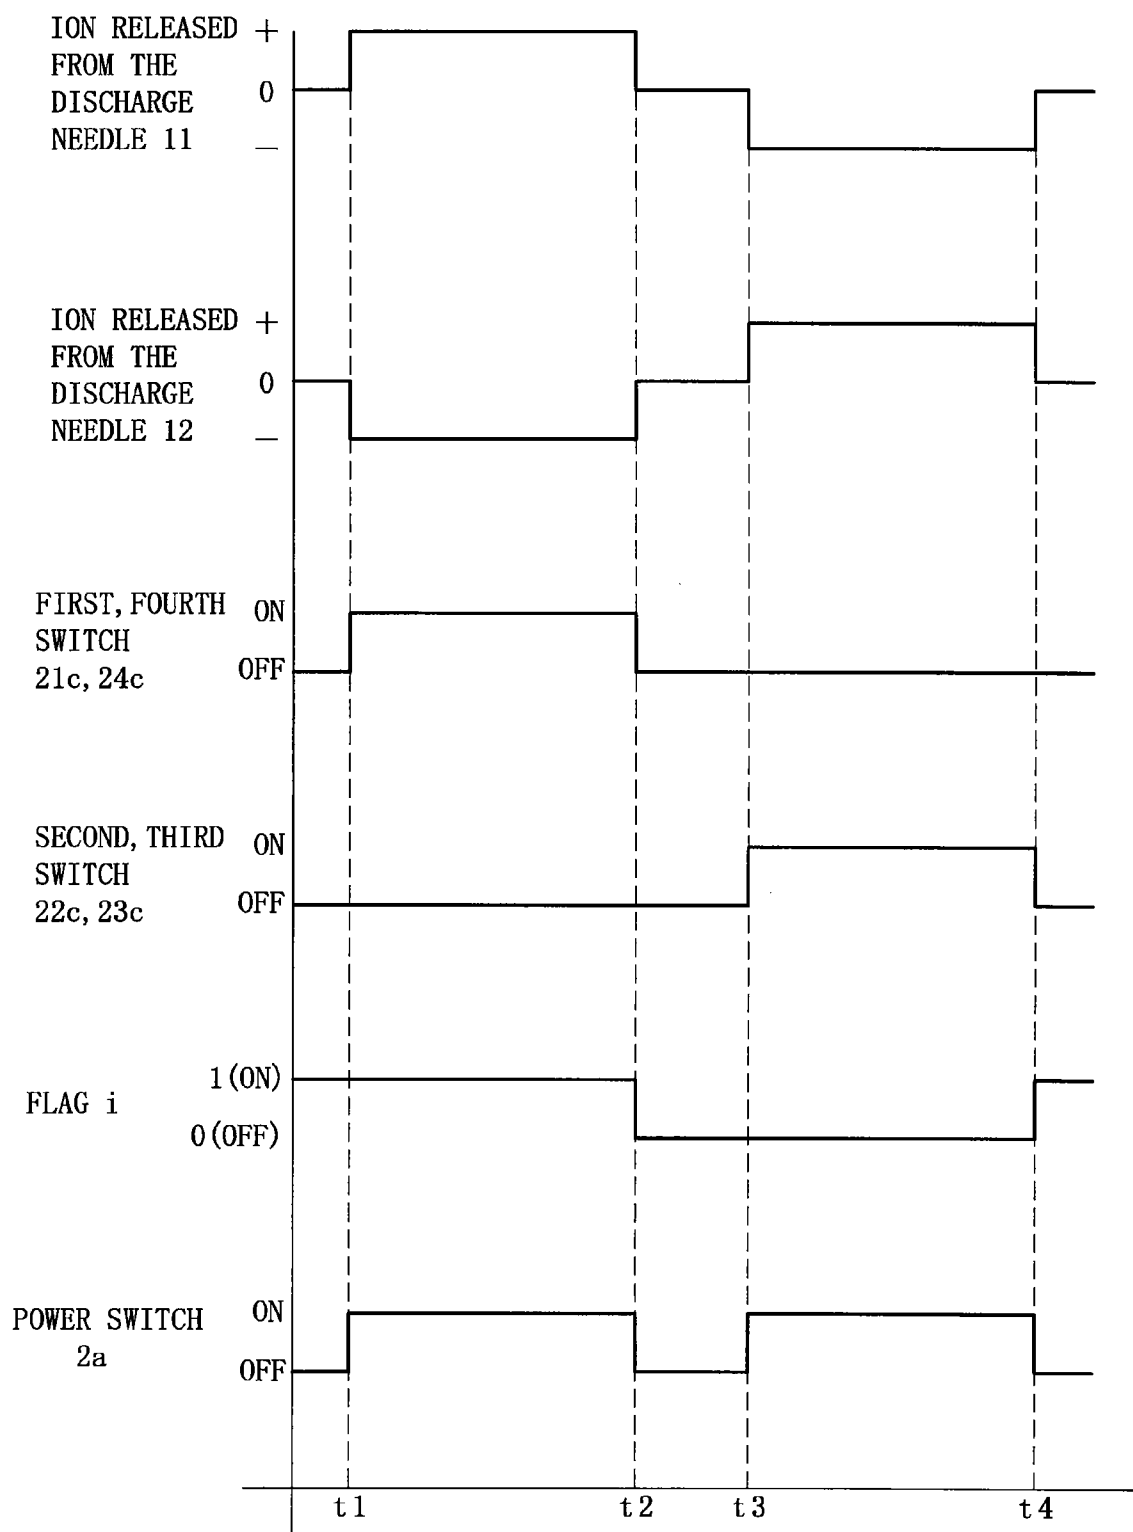 ION RELEASED +
FROM THE
0
DISCHARGE
NEEDLE 11 −
ION RELEASED +
FROM THE
0
DISCHARGE
NEEDLE 12 −
FIRST, FOURTH ON
SWITCH
21c, 24c OFF
SECOND, THIRD ON
SWITCH
22c, 23c OFF
1(ON)
FLAG i
0(OFF)
POWER SWITCH ON
2a OFF
t1 t2 t3 t4